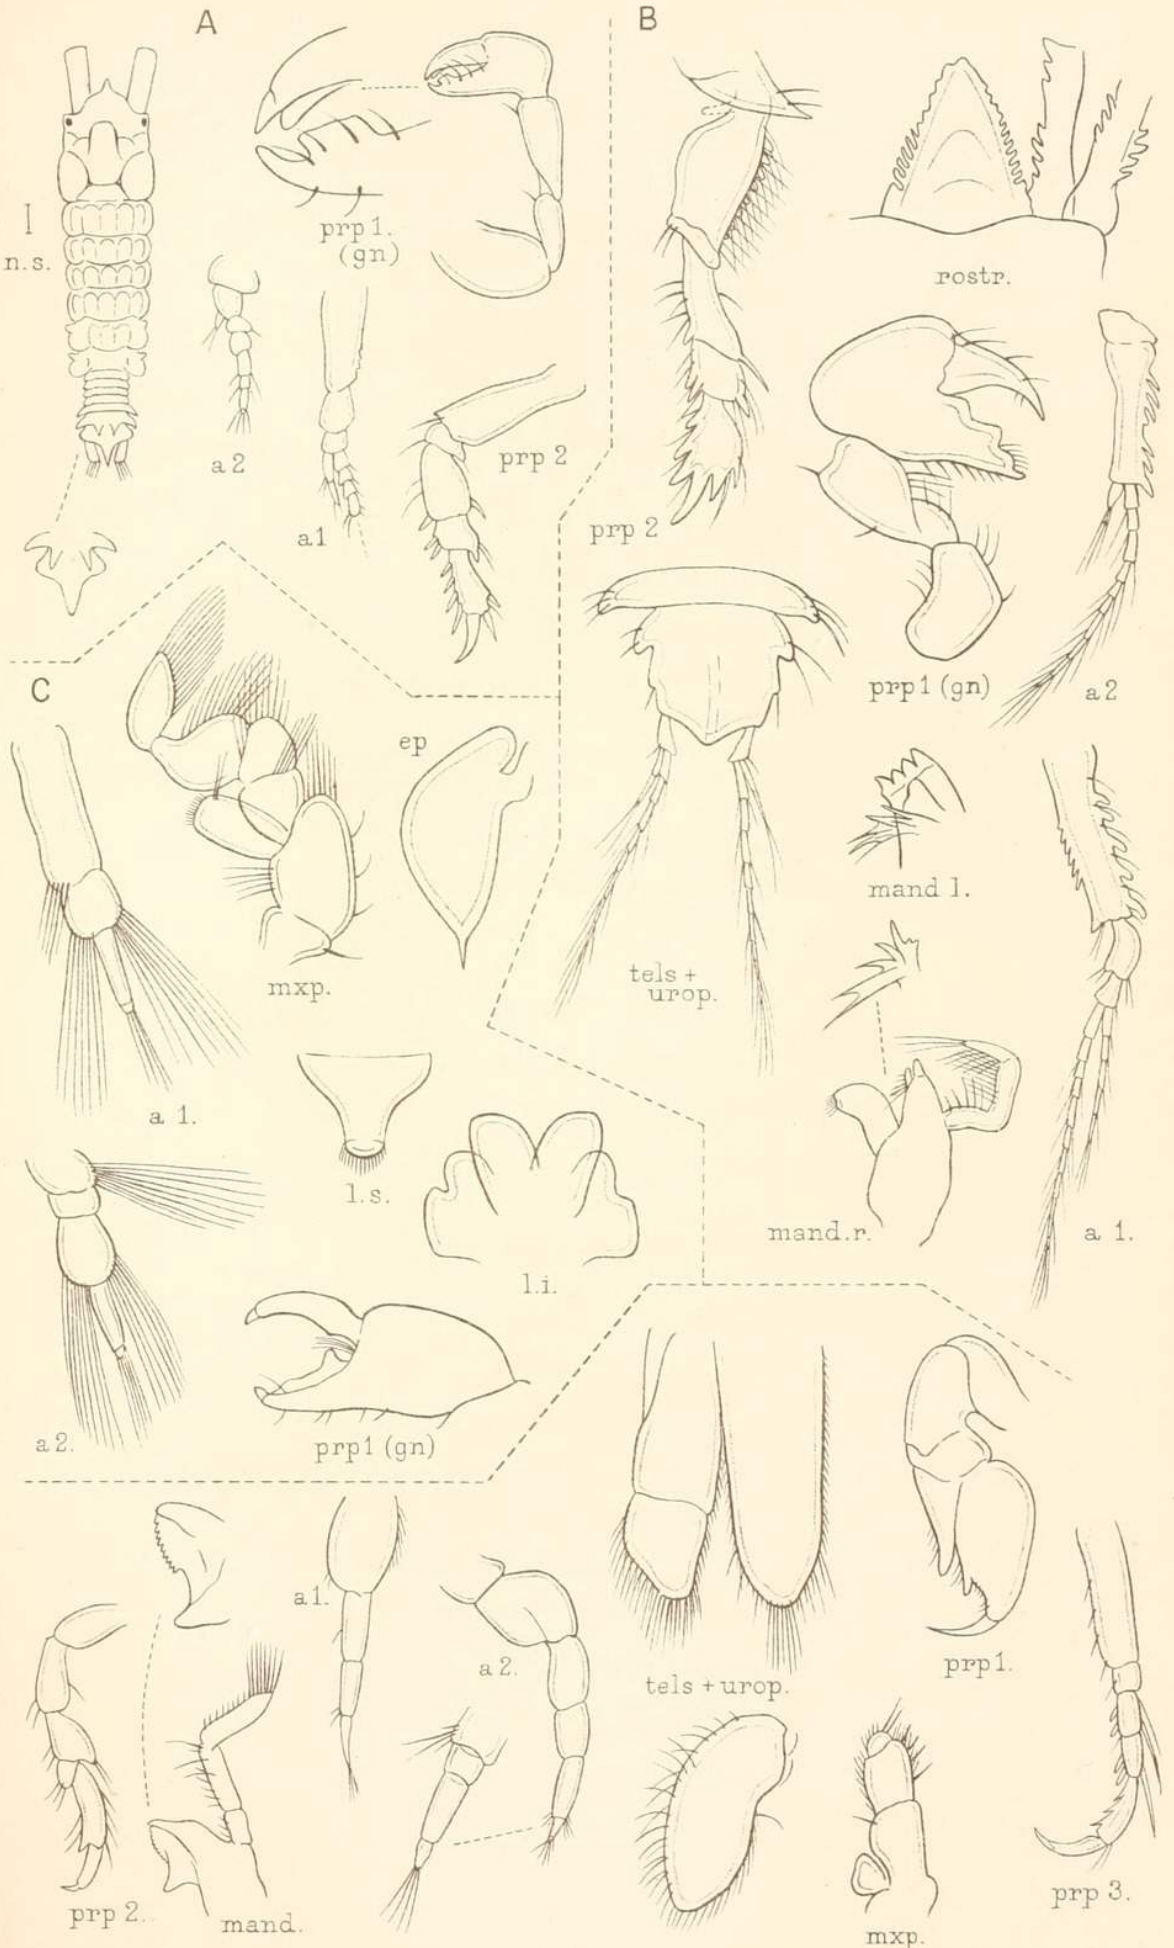 A
B
n.s.
prp 1.
(gn)
a 2
a 1
prp 2
rostr.
prp 2
prp 1 (gn)
a 2
C
ep
mxp.
mand l.
tels +
urop.
a 1.
l.s.
l.i.
mand. r.
a 1.
a 2.
prp 1 (gn)
a 1.
a 2.
tels + urop.
prp 1.
prp 2.
mand.
mxp.
prp 3.